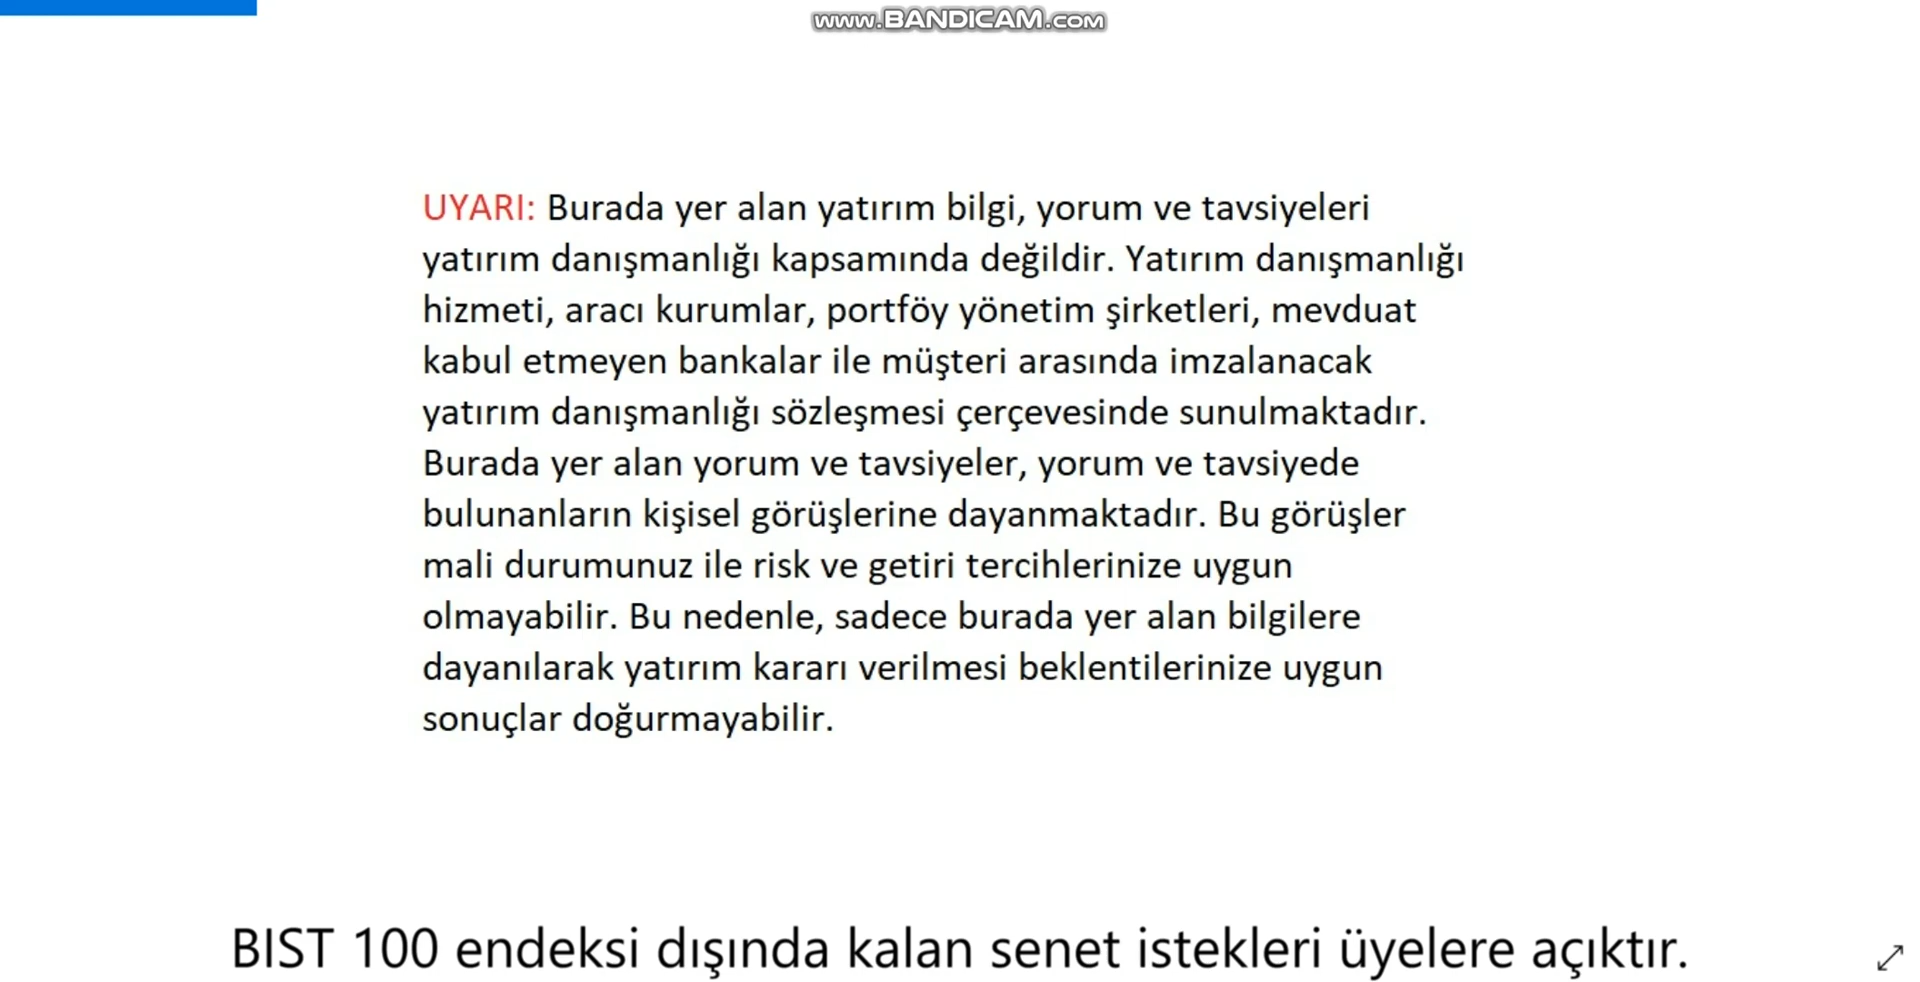 www.BANDICAM.com
UYARI: Burada yer alan yatırım bilgi, yorum ve tavsiyeleri
yatırım danışmanlığı kapsamında değildir. Yatırım danışmanlığı
hizmeti, aracı kurumlar, portföy yönetim şirketleri, mevduat
kabul etmeyen bankalar ile müşteri arasında imzalanacak
yatırım danışmanlığı sözleşmesi çerçevesinde sunulmaktadır.
Burada yer alan yorum ve tavsiyeler, yorum ve tavsiyede
bulunanların kişisel görüşlerine dayanmaktadır. Bu görüşler
mali durumunuz ile risk ve getiri tercihlerinize uygun
olmayabilir. Bu nedenle, sadece burada yer alan bilgilere
dayanılarak yatırım kararı verilmesi beklentilerinize uygun
sonuçlar doğurmayabilir.
BIST 100 endeksi dışında kalan senet istekleri üyelere açıktır.